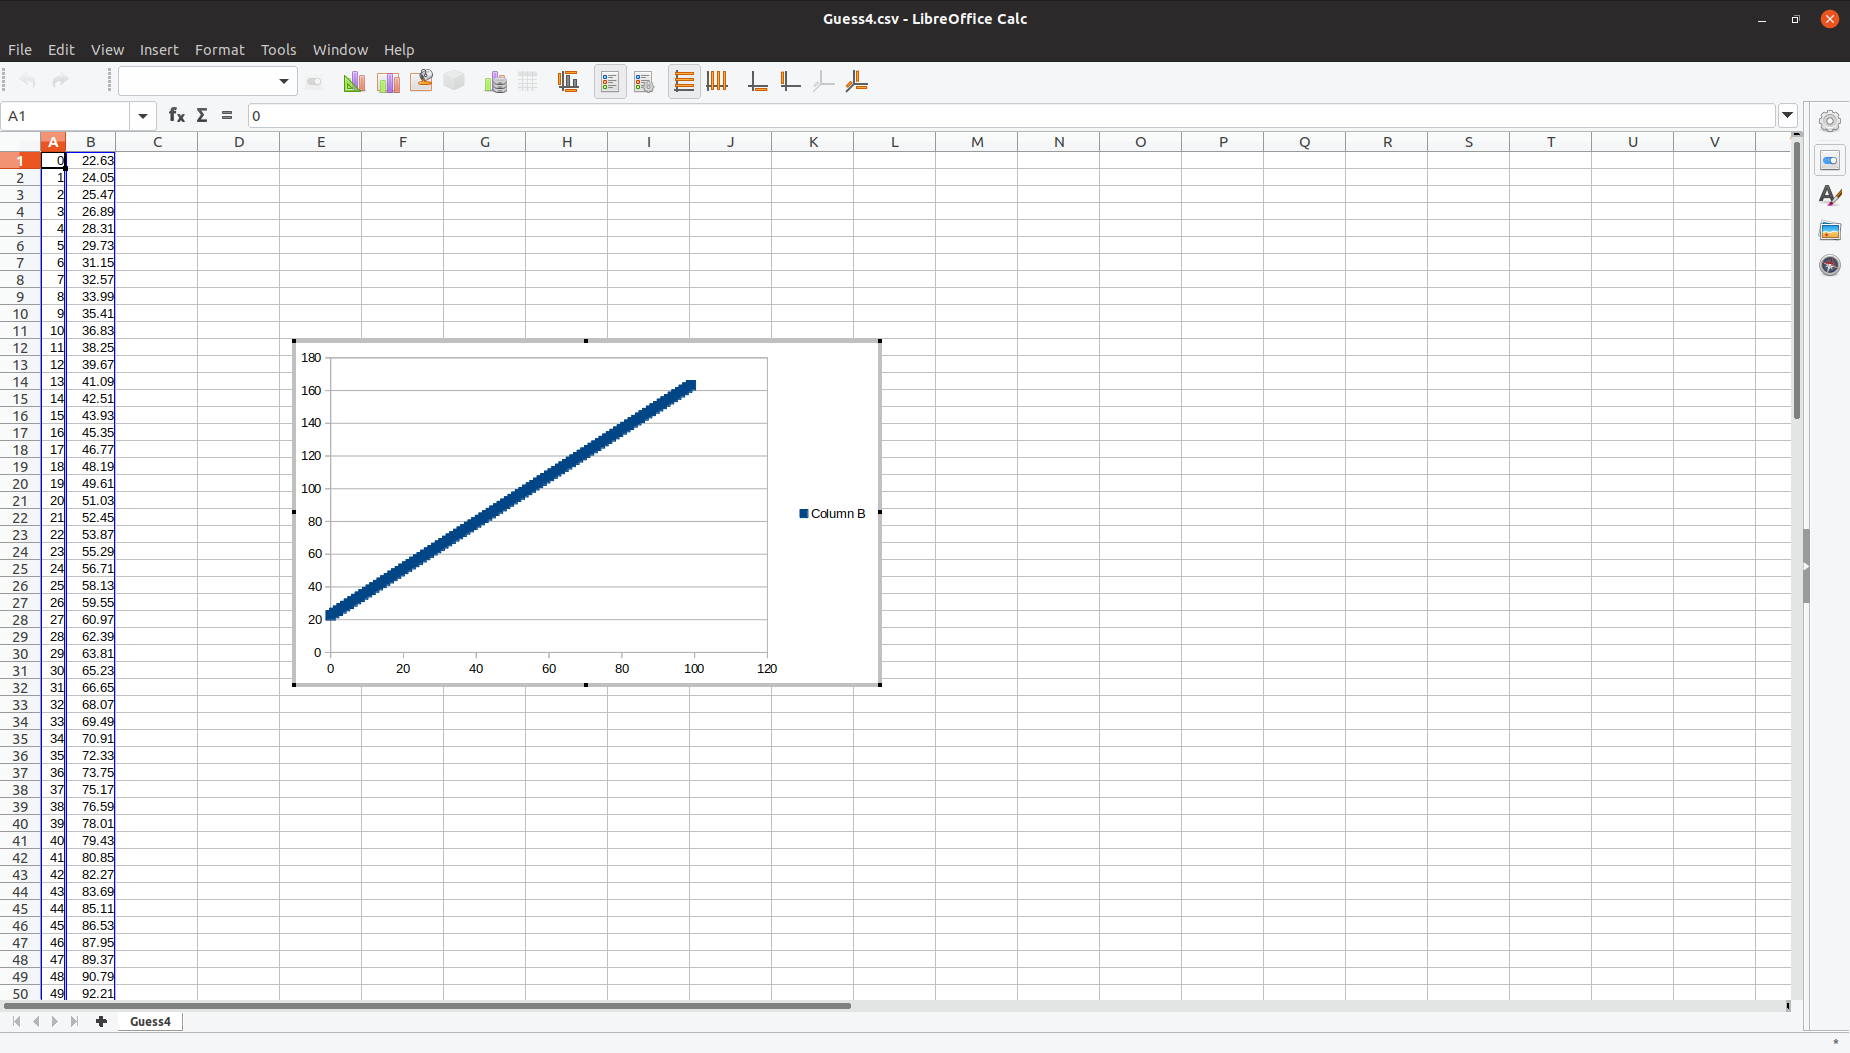 Guess4.csv - LibreOffice Calc
File Edit View Insert Format Tools Window Help
A1 fx Σ = 0
A B C D E F G H I J K L M N O P Q R S T U V
1 0 22.63
2 1 24.05
3 2 25.47
4 3 26.89
5 4 28.31
6 5 29.73
7 6 31.15
8 7 32.57
9 8 33.99
10 9 35.41
11 10 36.83
12 11 38.25
13 12 39.67
14 13 41.09
15 14 42.51
16 15 43.93
17 16 45.35
18 17 46.77
19 18 48.19
20 19 49.61
21 20 51.03
22 21 52.45
23 22 53.87
24 23 55.29
25 24 56.71
26 25 58.13
27 26 59.55
28 27 60.97
29 28 62.39
30 29 63.81
31 30 65.23
32 31 66.65
33 32 68.07
34 33 69.49
35 34 70.91
36 35 72.33
37 36 73.75
38 37 75.17
39 38 76.59
40 39 78.01
41 40 79.43
42 41 80.85
43 42 82.27
44 43 83.69
45 44 85.11
46 45 86.53
47 46 87.95
48 47 89.37
49 48 90.79
50 49 92.21
180
160
140
120
100
80
60
40
20
0
0 20 40 60 80 100 120
Column B
Guess4
*